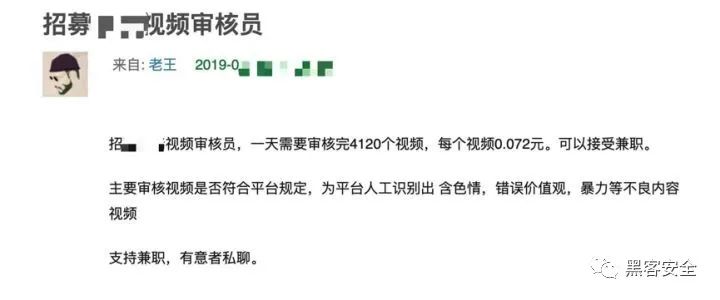 招募 视频审核员
来自: 老王 2019-0
招 视频审核员，一天需要审核完4120个视频，每个视频0.072元。可以接受兼职。
主要审核视频是否符合平台规定，为平台人工识别出 含色情，错误价值观，暴力等不良内容
视频
支持兼职，有意者私聊。
黑客安全